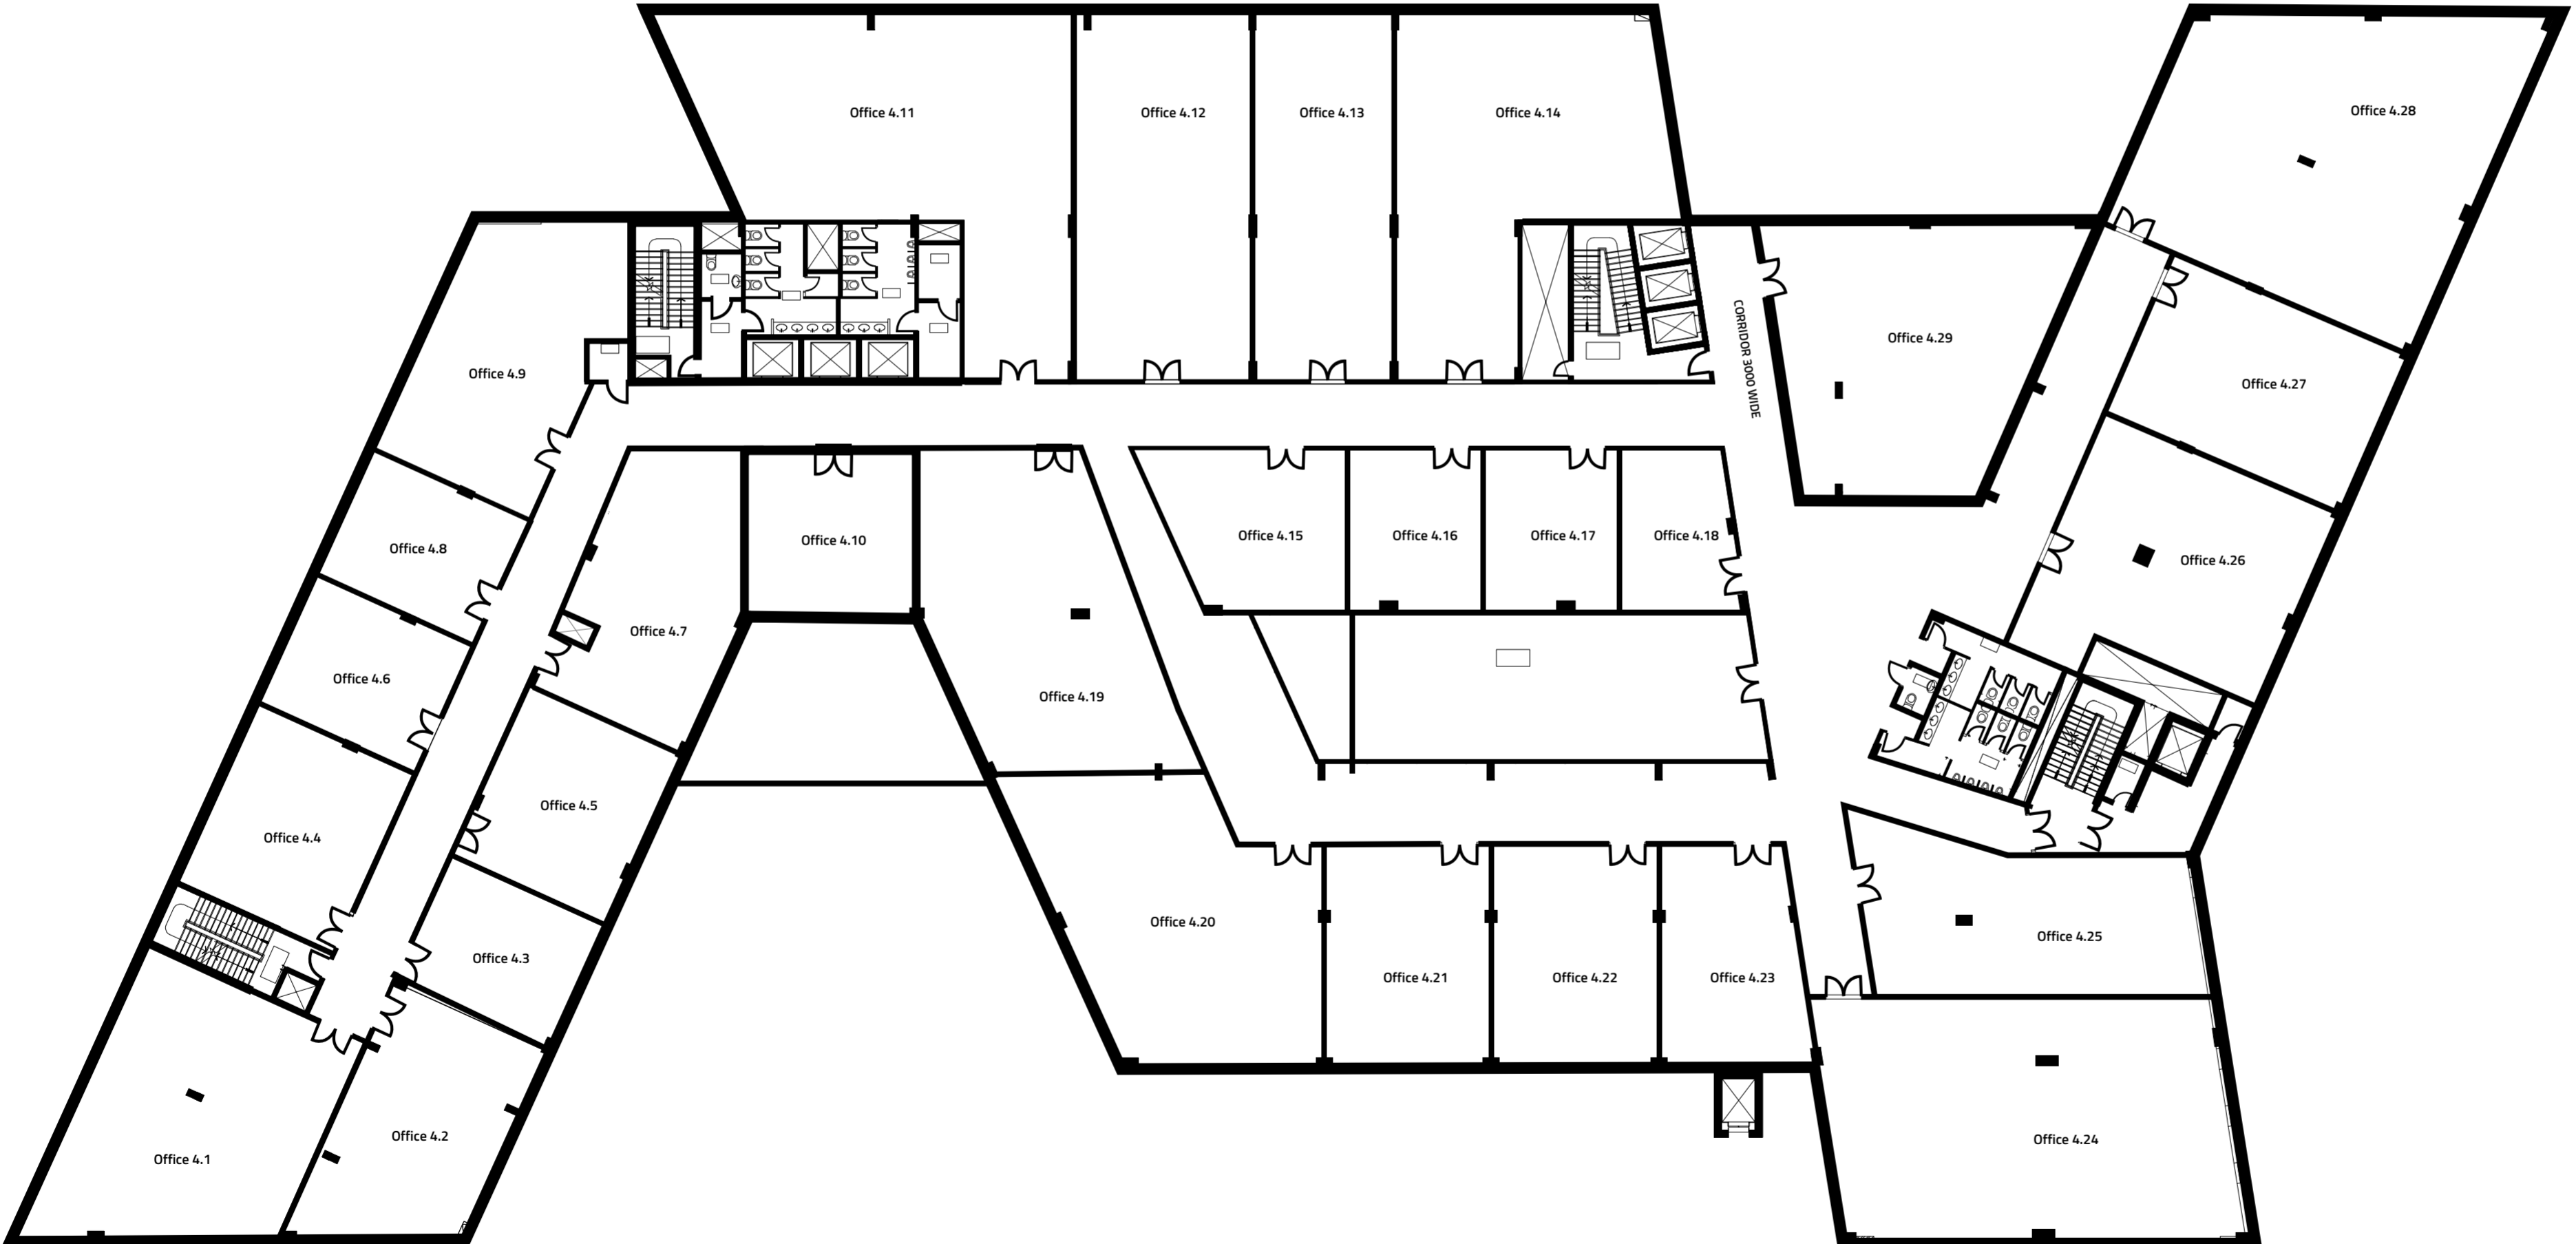 Office 4.11
Office 4.12
Office 4.13
Office 4.14
Office 4.28
CORRIDOR 3000 WIDE
Office 4.29
Office 4.9
Office 4.27
Office 4.8
Office 4.10
Office 4.15
Office 4.16
Office 4.17
Office 4.18
Office 4.26
Office 4.6
Office 4.7
Office 4.19
Office 4.4
Office 4.5
Office 4.3
Office 4.20
Office 4.21
Office 4.22
Office 4.23
Office 4.25
Office 4.1
Office 4.2
Office 4.24